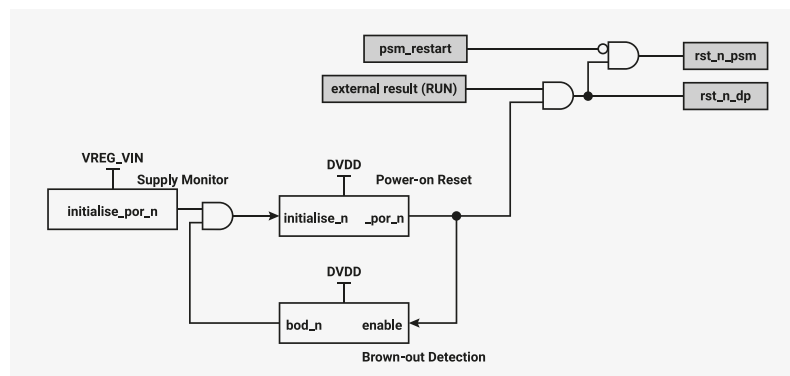 psm_restart
rst_n_psm
external result (RUN)
rst_n_dp
VREG_VIN
Supply Monitor
DVDD
Power-on Reset
initialise_por_n
initialise_n
_por_n
DVDD
bod_n
enable
Brown-out Detection